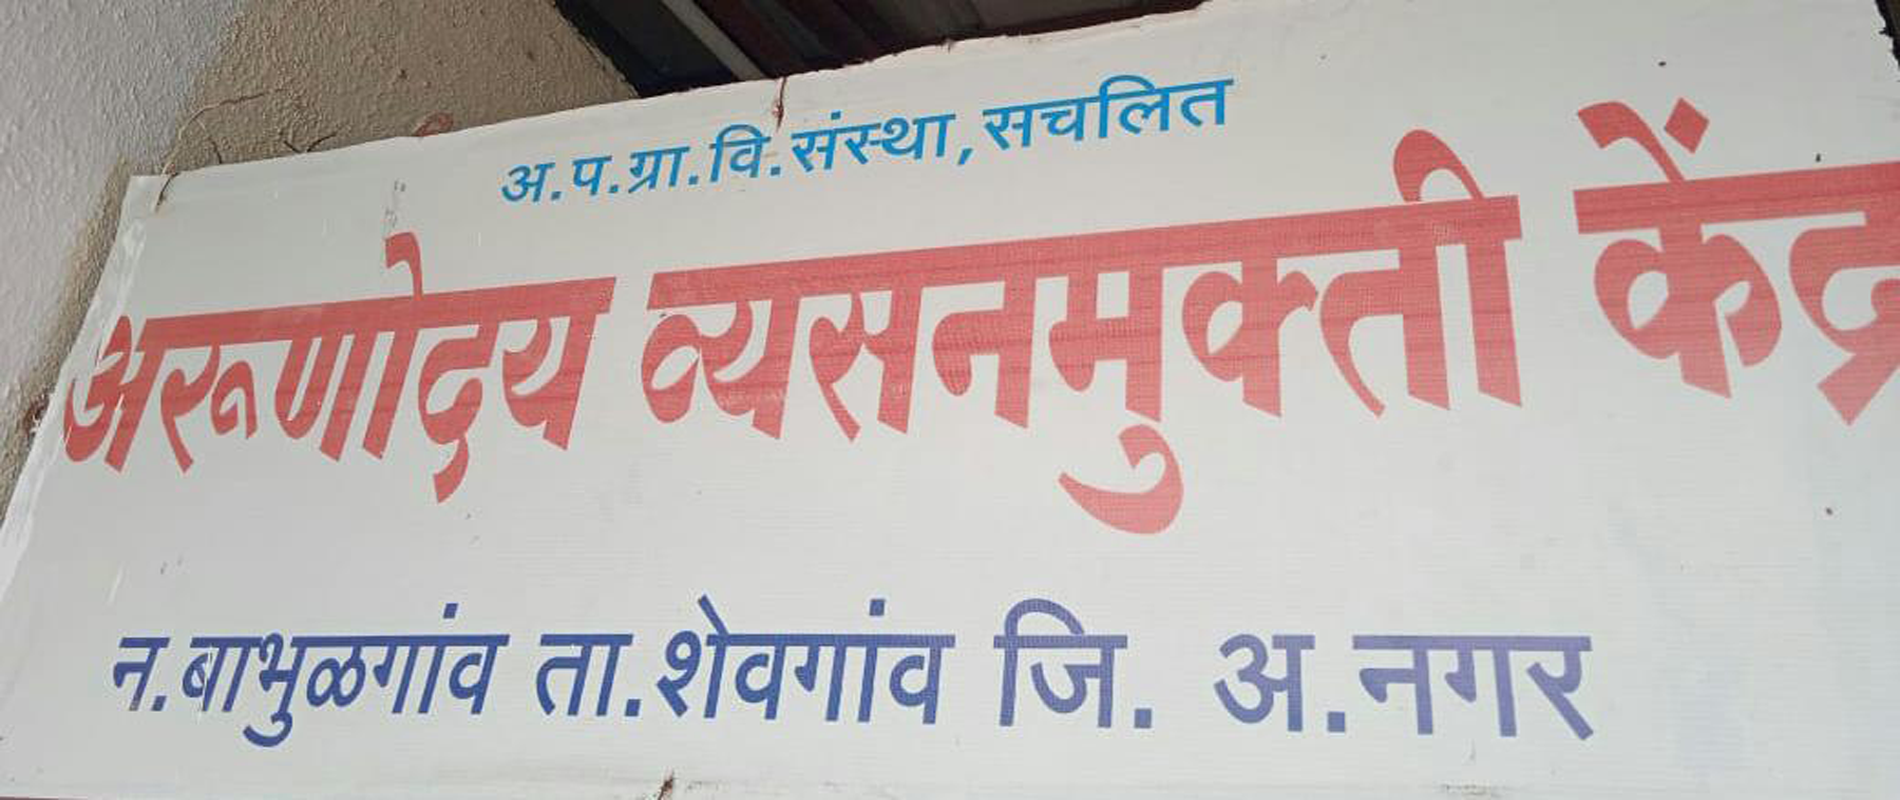 अ.प.ग्रा.वि.संस्था,सचलित
अरूणोदय व्यसनमुक्ती केंद्र
न.बाभुळगांव ता.शेवगांव जि. अ.नगर